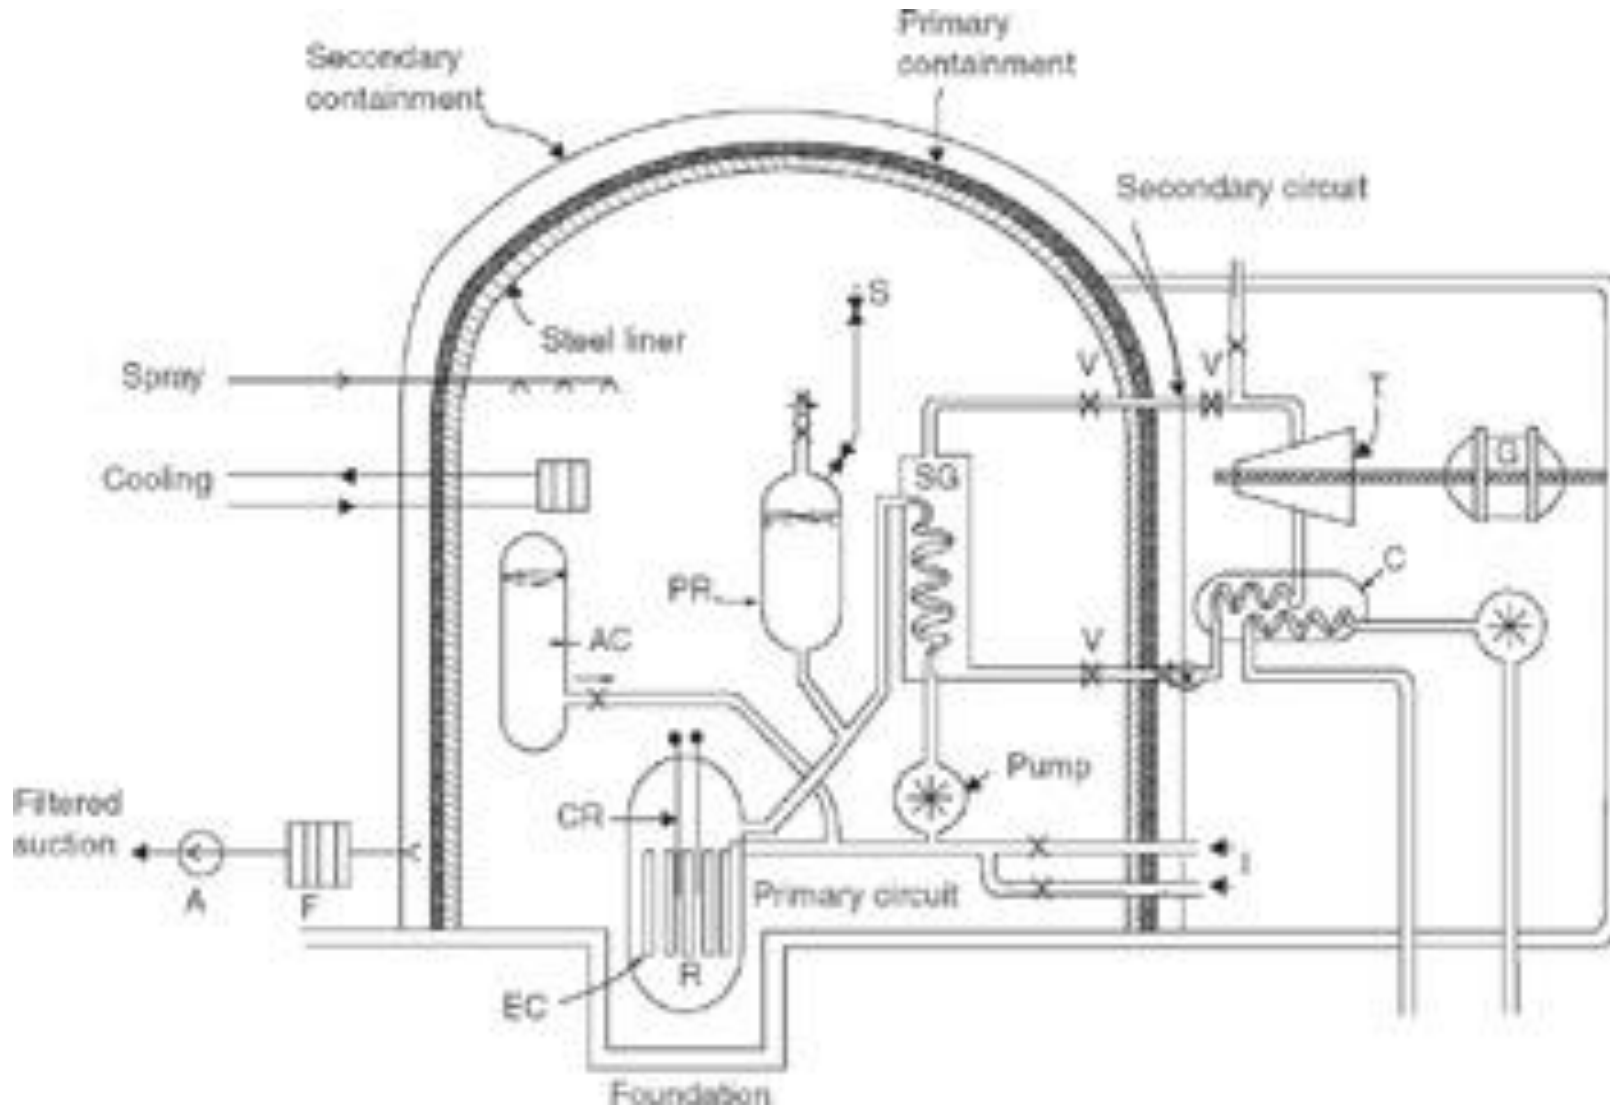 Primary
containment
Secondary
containment
Secondary circuit
S
Steel liner
Spray
V
V
T
Cooling
SG
G
PR
C
AC
V
Pump
CR
Filtered
suction
A
F
Primary circuit
R
EC
Foundation